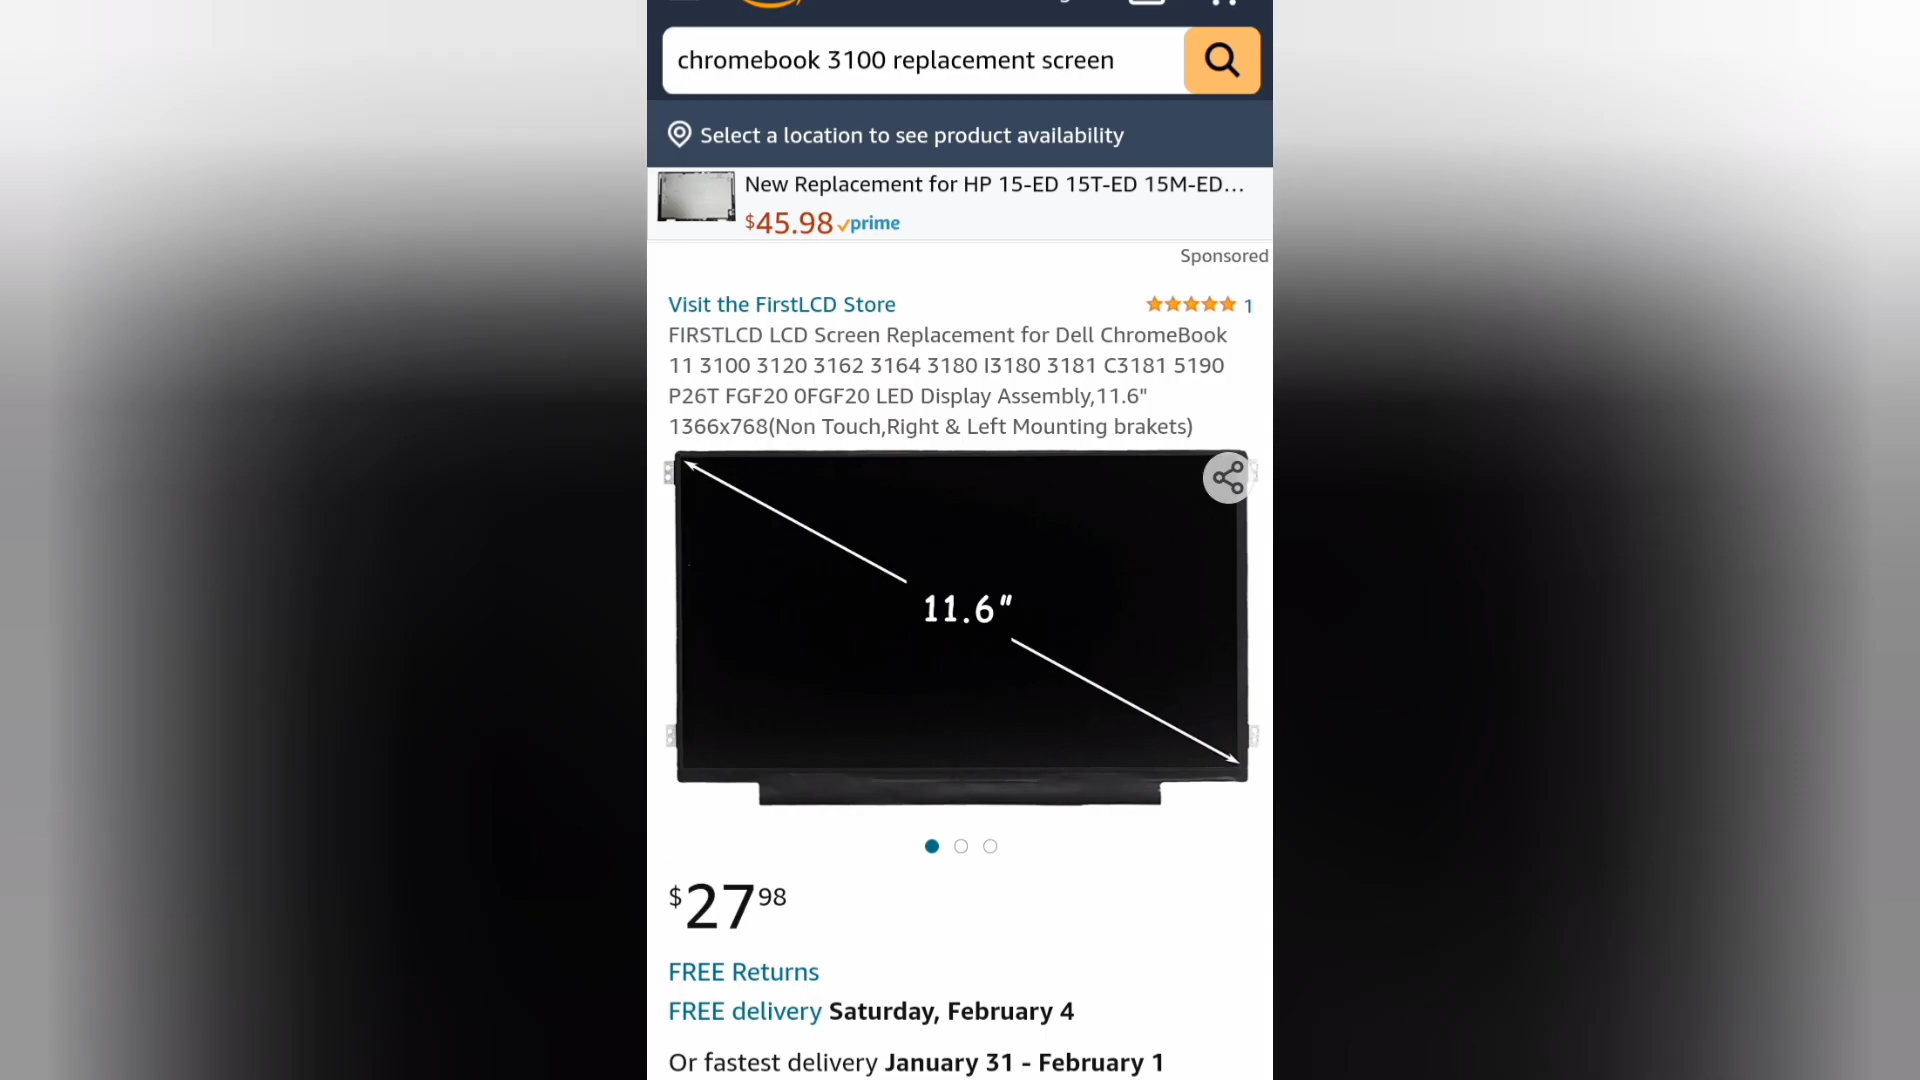 chromebook 3100 replacement screen
Select a location to see product availability
New Replacement for HP 15-ED 15T-ED 15M-ED...
$45.98 prime
Sponsored
Visit the FirstLCD Store 1
FIRSTLCD LCD Screen Replacement for Dell ChromeBook
11 3100 3120 3162 3164 3180 I3180 3181 C3181 5190
P26T FGF20 0FGF20 LED Display Assembly,11.6"
1366x768(Non Touch,Right & Left Mounting brakets)
11.6"
$27 98
FREE Returns
FREE delivery Saturday, February 4
Or fastest delivery January 31 - February 1